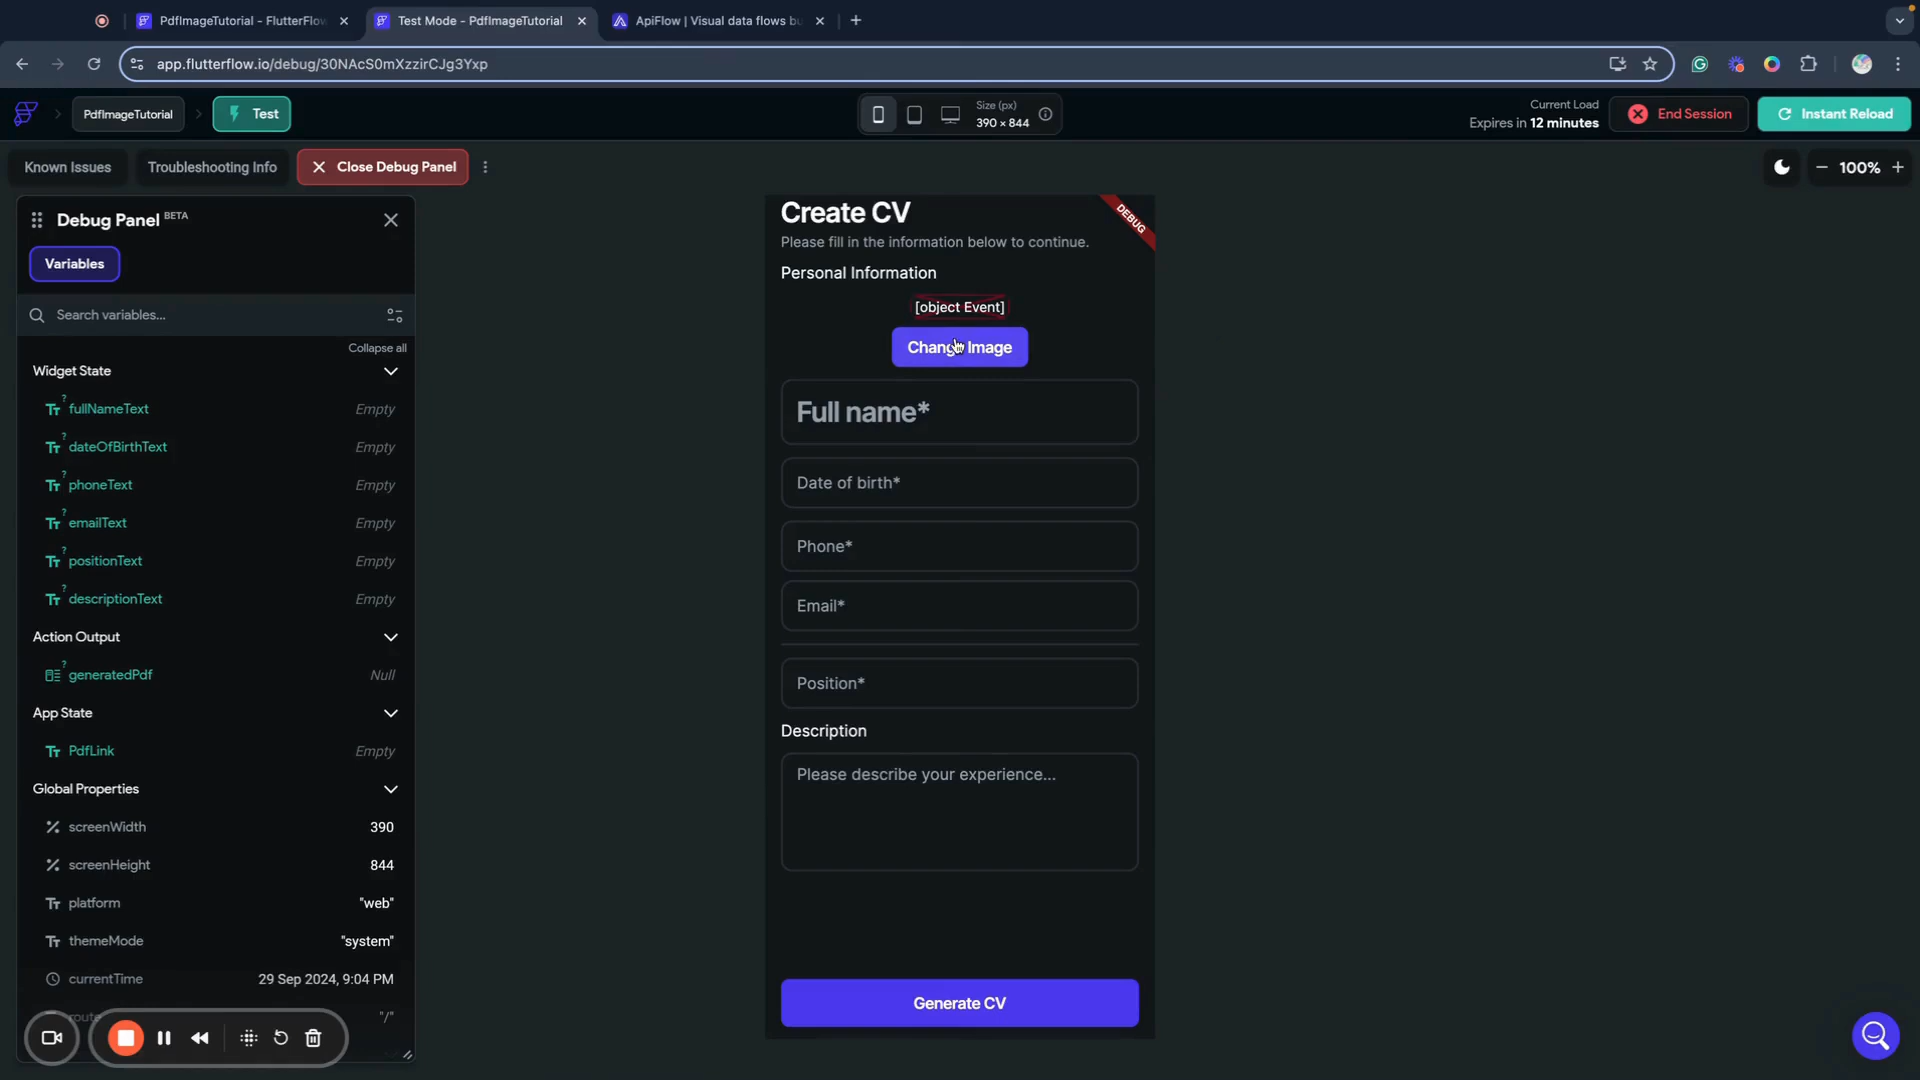 PdfImageTutorial - FlutterFlow
Test Mode - PdfImageTutorial
ApiFlow | Visual data flows bu
app.flutterflow.io/debug/30NAcS0mXzzirCJg3Yxp
PdfImageTutorial
Test
Size (px)
390 × 844
Current Load
Expires in 12 minutes
End Session
Instant Reload
Known Issues
Troubleshooting Info
Close Debug Panel
100%
Debug Panel BETA
Variables
Search variables...
Collapse all
Widget State
fullNameText Empty
dateOfBirthText Empty
phoneText Empty
emailText Empty
positionText Empty
descriptionText Empty
Action Output
generatedPdf Null
App State
PdfLink Empty
Global Properties
screenWidth 390
screenHeight 844
platform "web"
themeMode "system"
currentTime 29 Sep 2024, 9:04 PM
route "/"
Create CV
DEBUG
Please fill in the information below to continue.
Personal Information
[object Event]
Change Image
Full name*
Date of birth*
Phone*
Email*
Position*
Description
Please describe your experience...
Generate CV